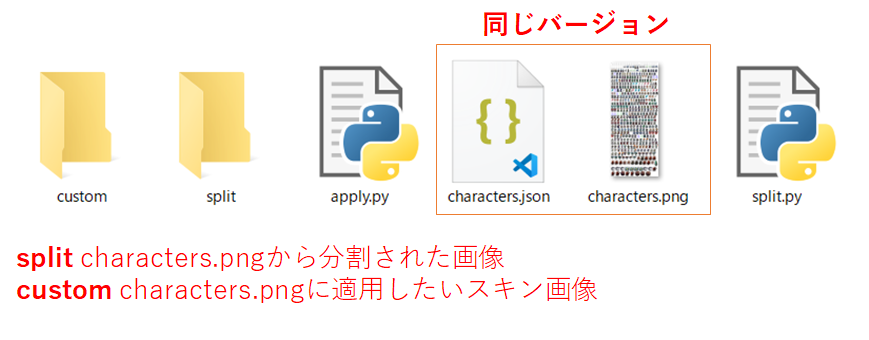 同じバージョン
custom
split
apply.py
characters.json
characters.png
split.py
split characters.pngから分割された画像
custom characters.pngに適用したいスキン画像